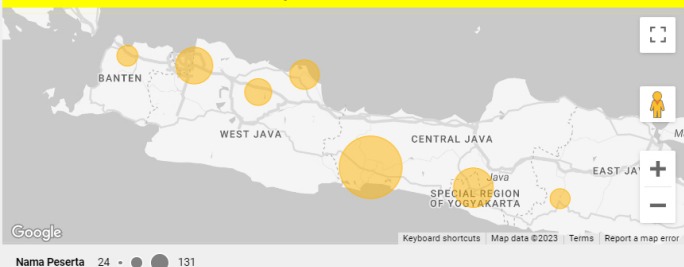 BANTEN
WEST JAVA
CENTRAL JAVA
Java
EAST JAV
SPECIAL REGION
OF YOGYAKARTA
Google
Keyboard shortcuts
Map data ©2023
Terms
Report a map error
Nama Peserta 24 - 131